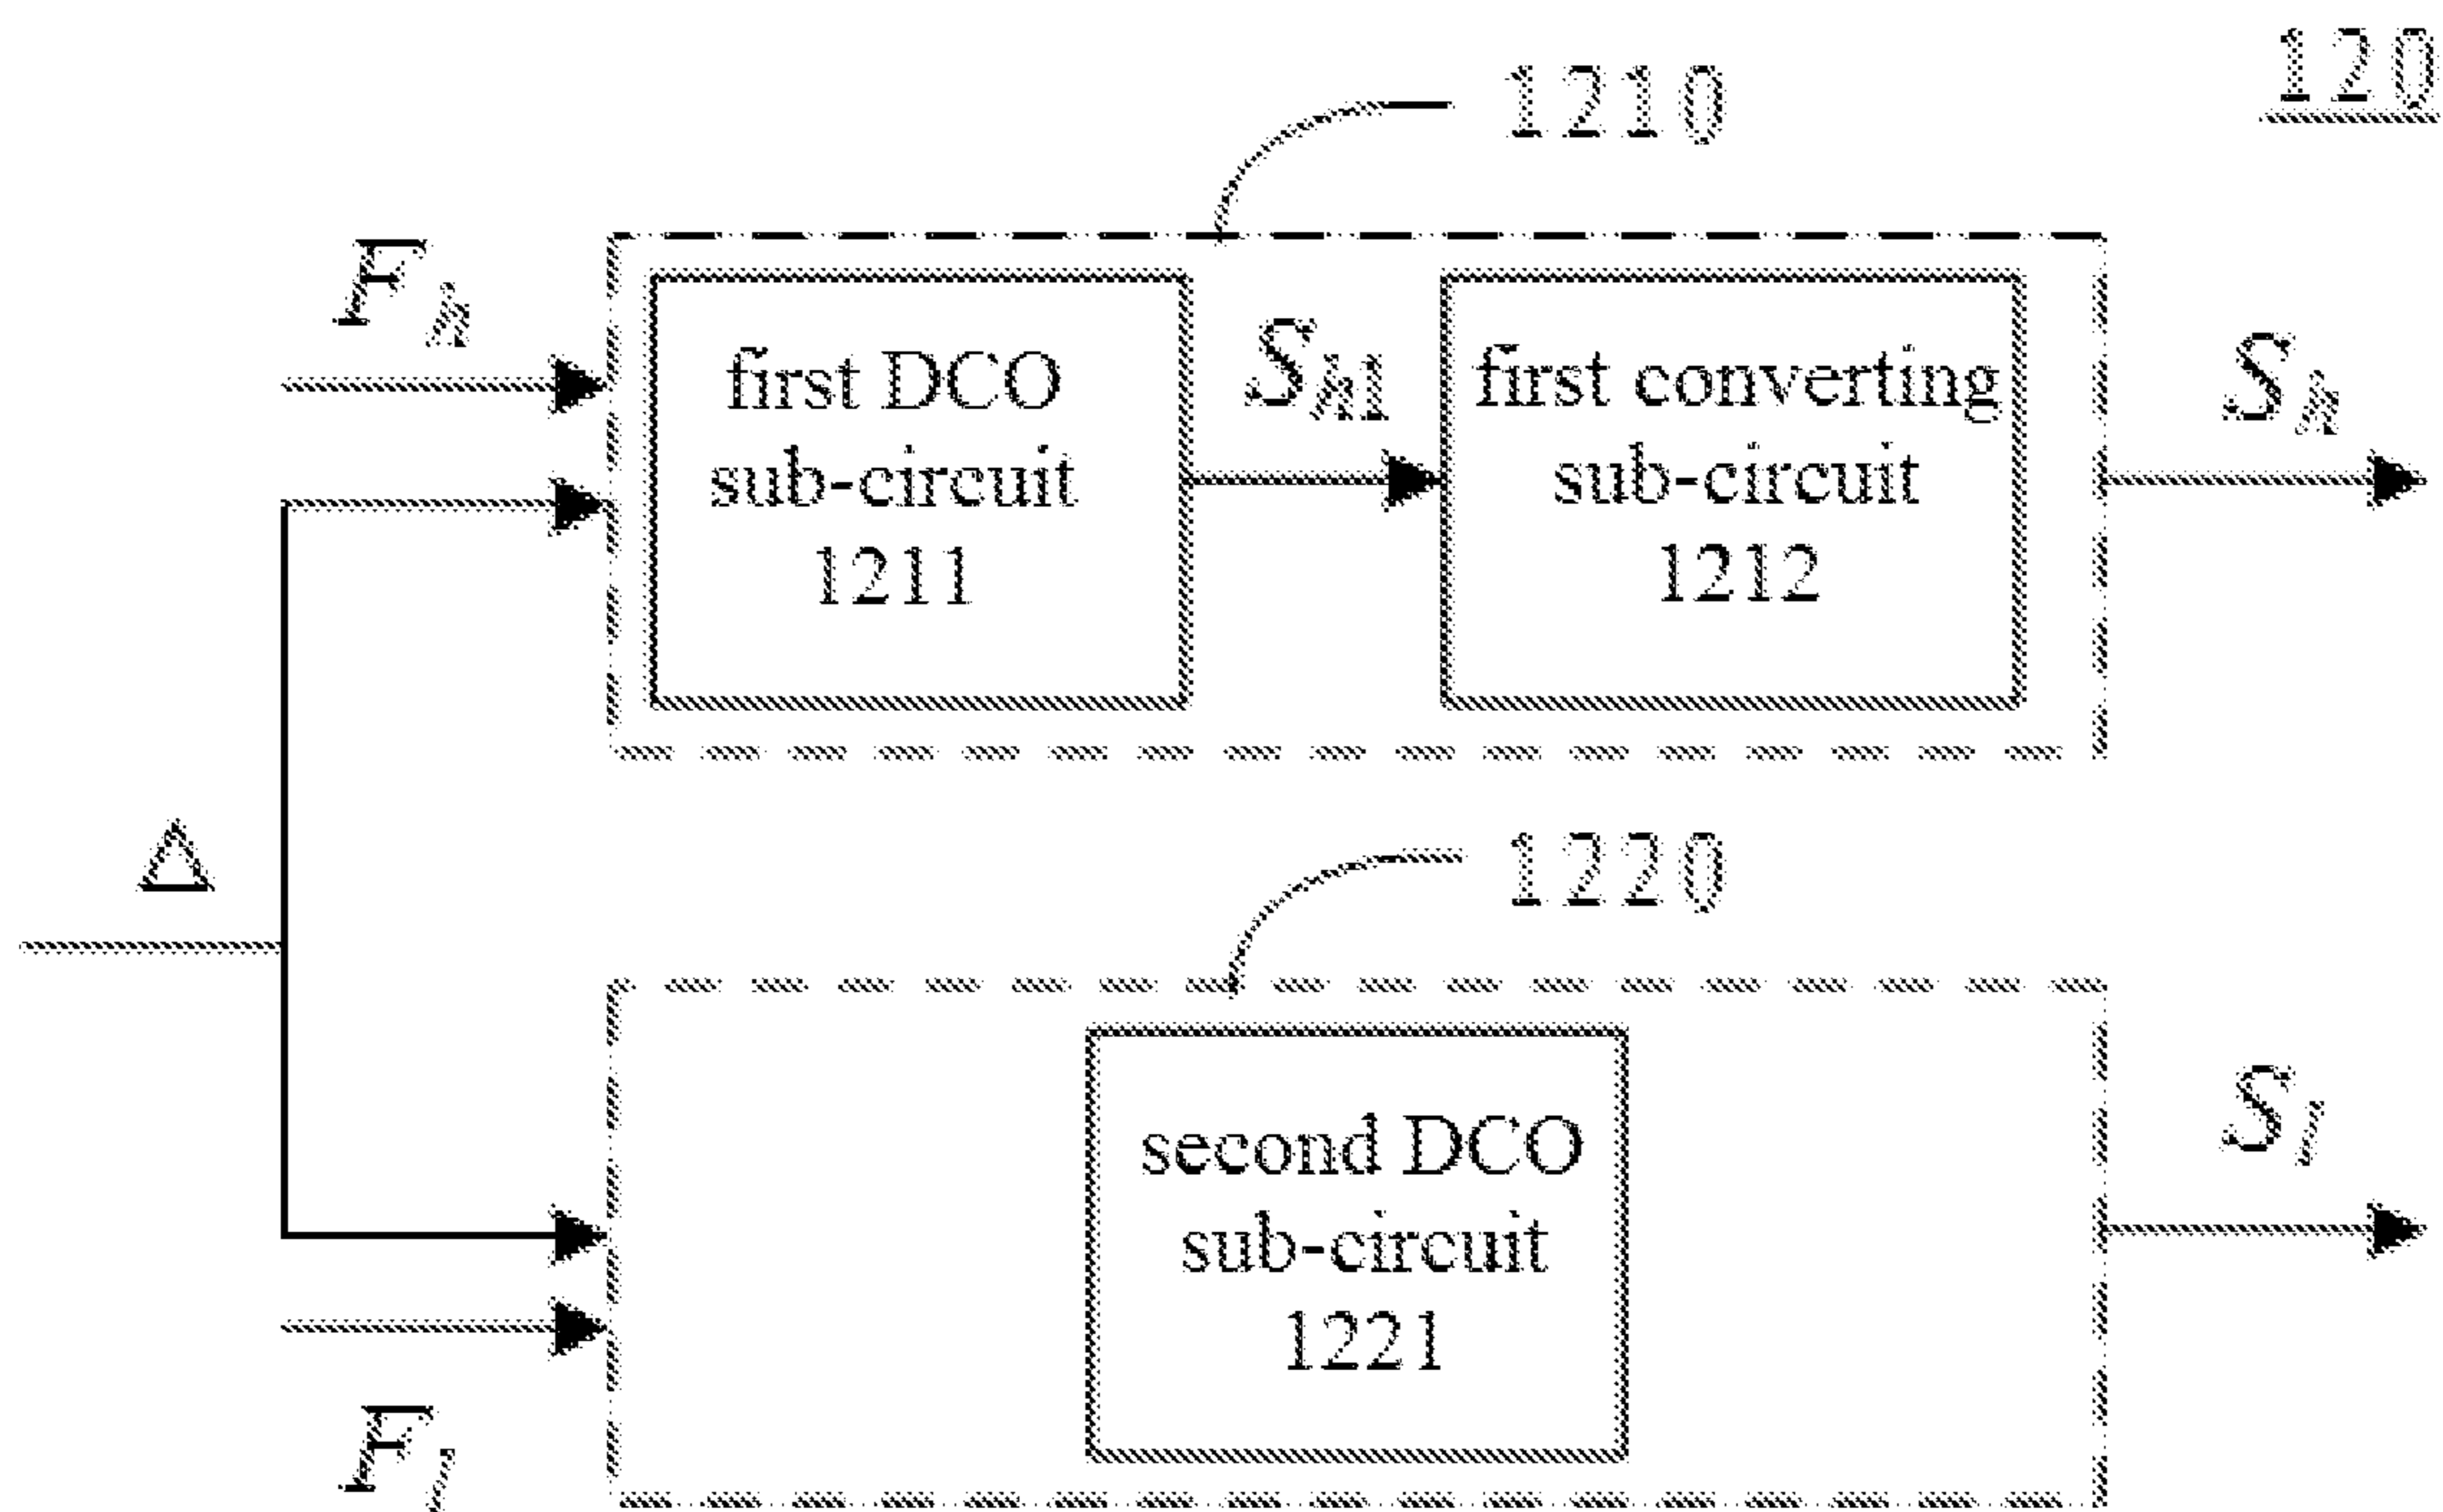 120
1210
F_h
first DCO
sub-circuit
1211
S_h1
first converting
sub-circuit
1212
S_h
Δ
1220
second DCO
sub-circuit
1221
S_l
F_l